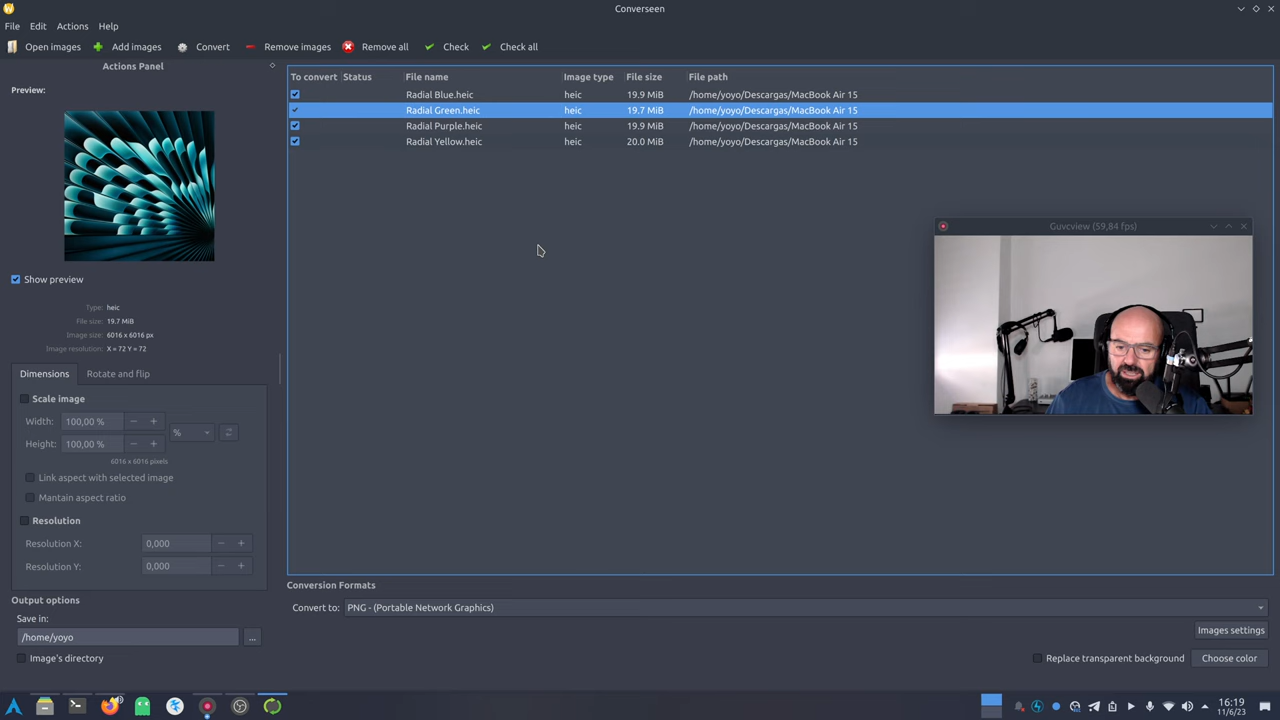 Converseen
File Edit Actions Help
Open images Add images Convert Remove images Remove all Check Check all
Actions Panel
Preview:
Show preview
Type: heic
File size: 19.7 MiB
Image size: 6016 x 6016 px
Image resolution: X = 72 Y = 72
Dimensions Rotate and flip
Scale image
Width: 100,00 % − + %
Height: 100,00 % − +
6016 x 6016 pixels
Link aspect with selected image
Mantain aspect ratio
Resolution
Resolution X: 0,000 − +
Resolution Y: 0,000 − +
Output options
Save in:
/home/yoyo ...
Image's directory
To convert Status File name Image type File size File path
Radial Blue.heic heic 19.9 MiB /home/yoyo/Descargas/MacBook Air 15
Radial Green.heic heic 19.7 MiB /home/yoyo/Descargas/MacBook Air 15
Radial Purple.heic heic 19.9 MiB /home/yoyo/Descargas/MacBook Air 15
Radial Yellow.heic heic 20.0 MiB /home/yoyo/Descargas/MacBook Air 15
Guvcview (59,84 fps)
Conversion Formats
Convert to: PNG - (Portable Network Graphics)
Images settings
Replace transparent background Choose color
16:19
11/6/23